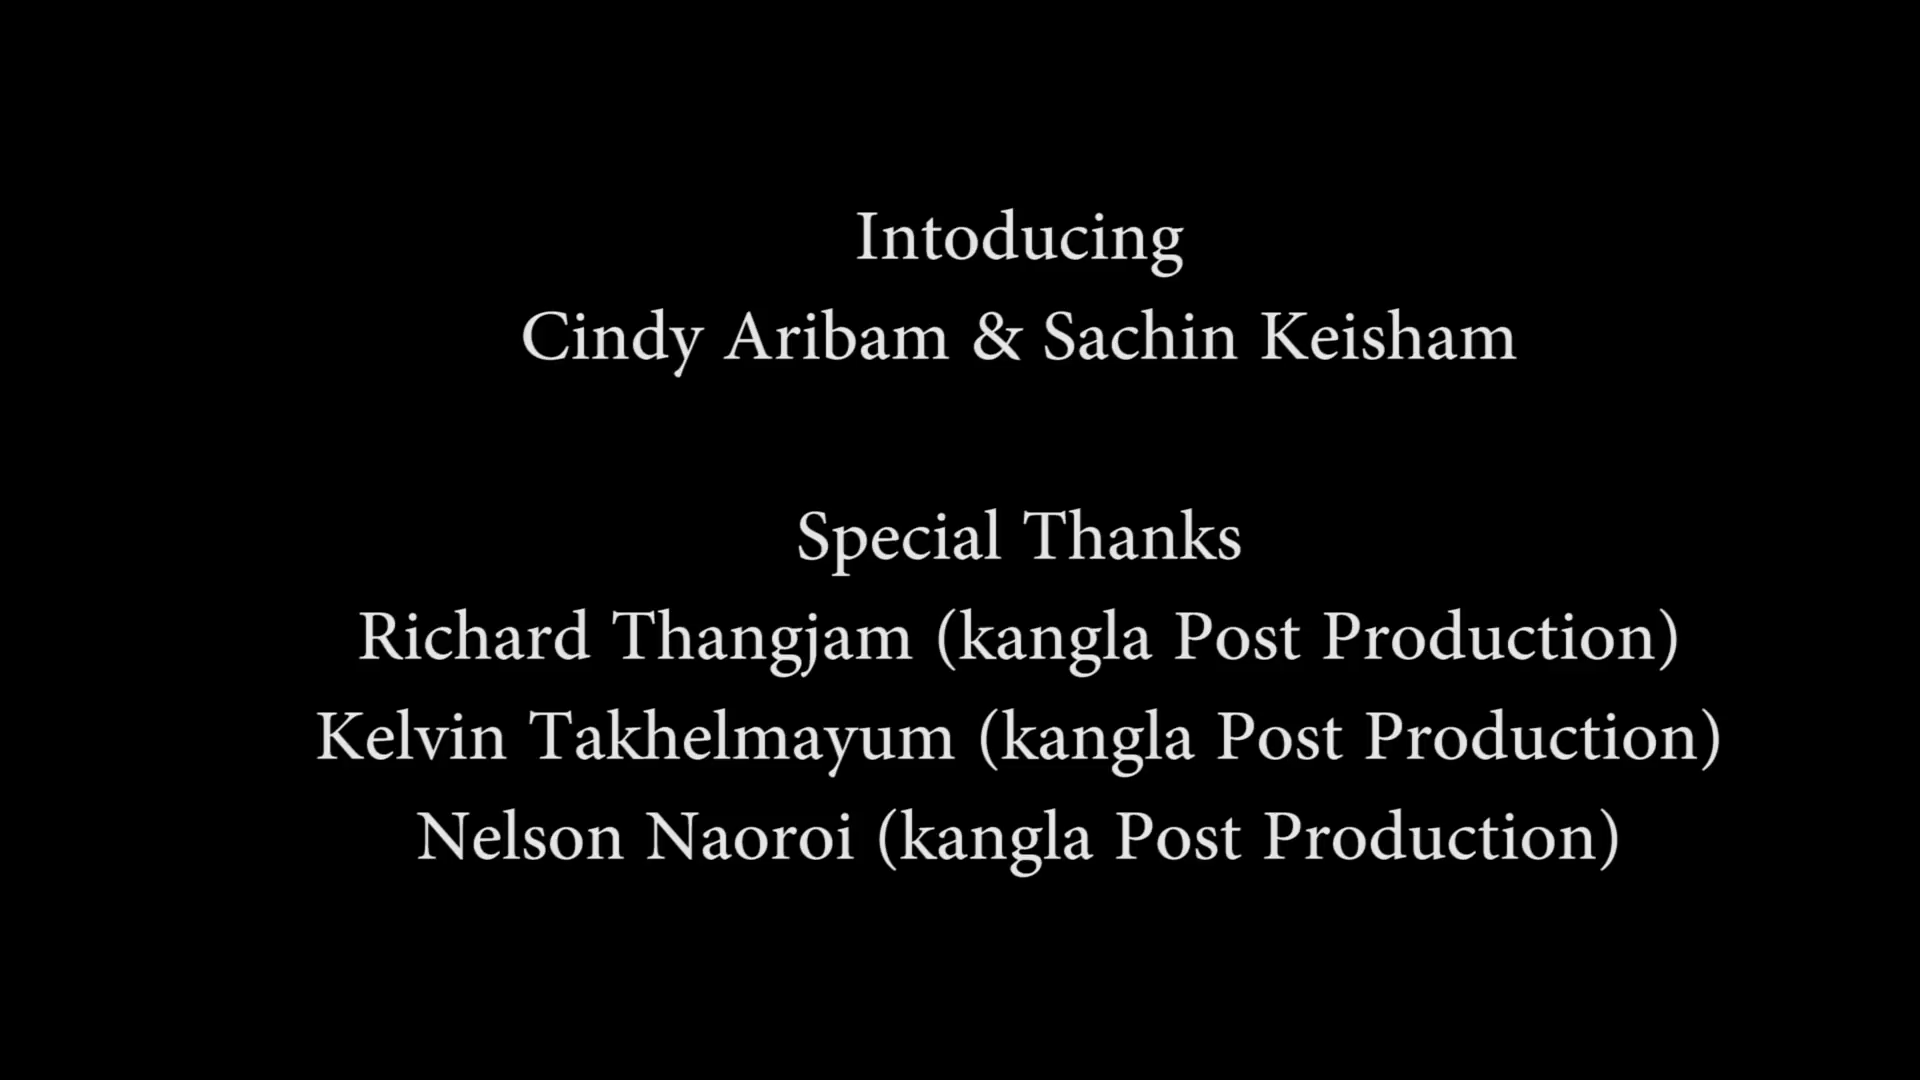 Intoducing
Cindy Aribam & Sachin Keisham
Special Thanks
Richard Thangjam (kangla Post Production)
Kelvin Takhelmayum (kangla Post Production)
Nelson Naoroi (kangla Post Production)